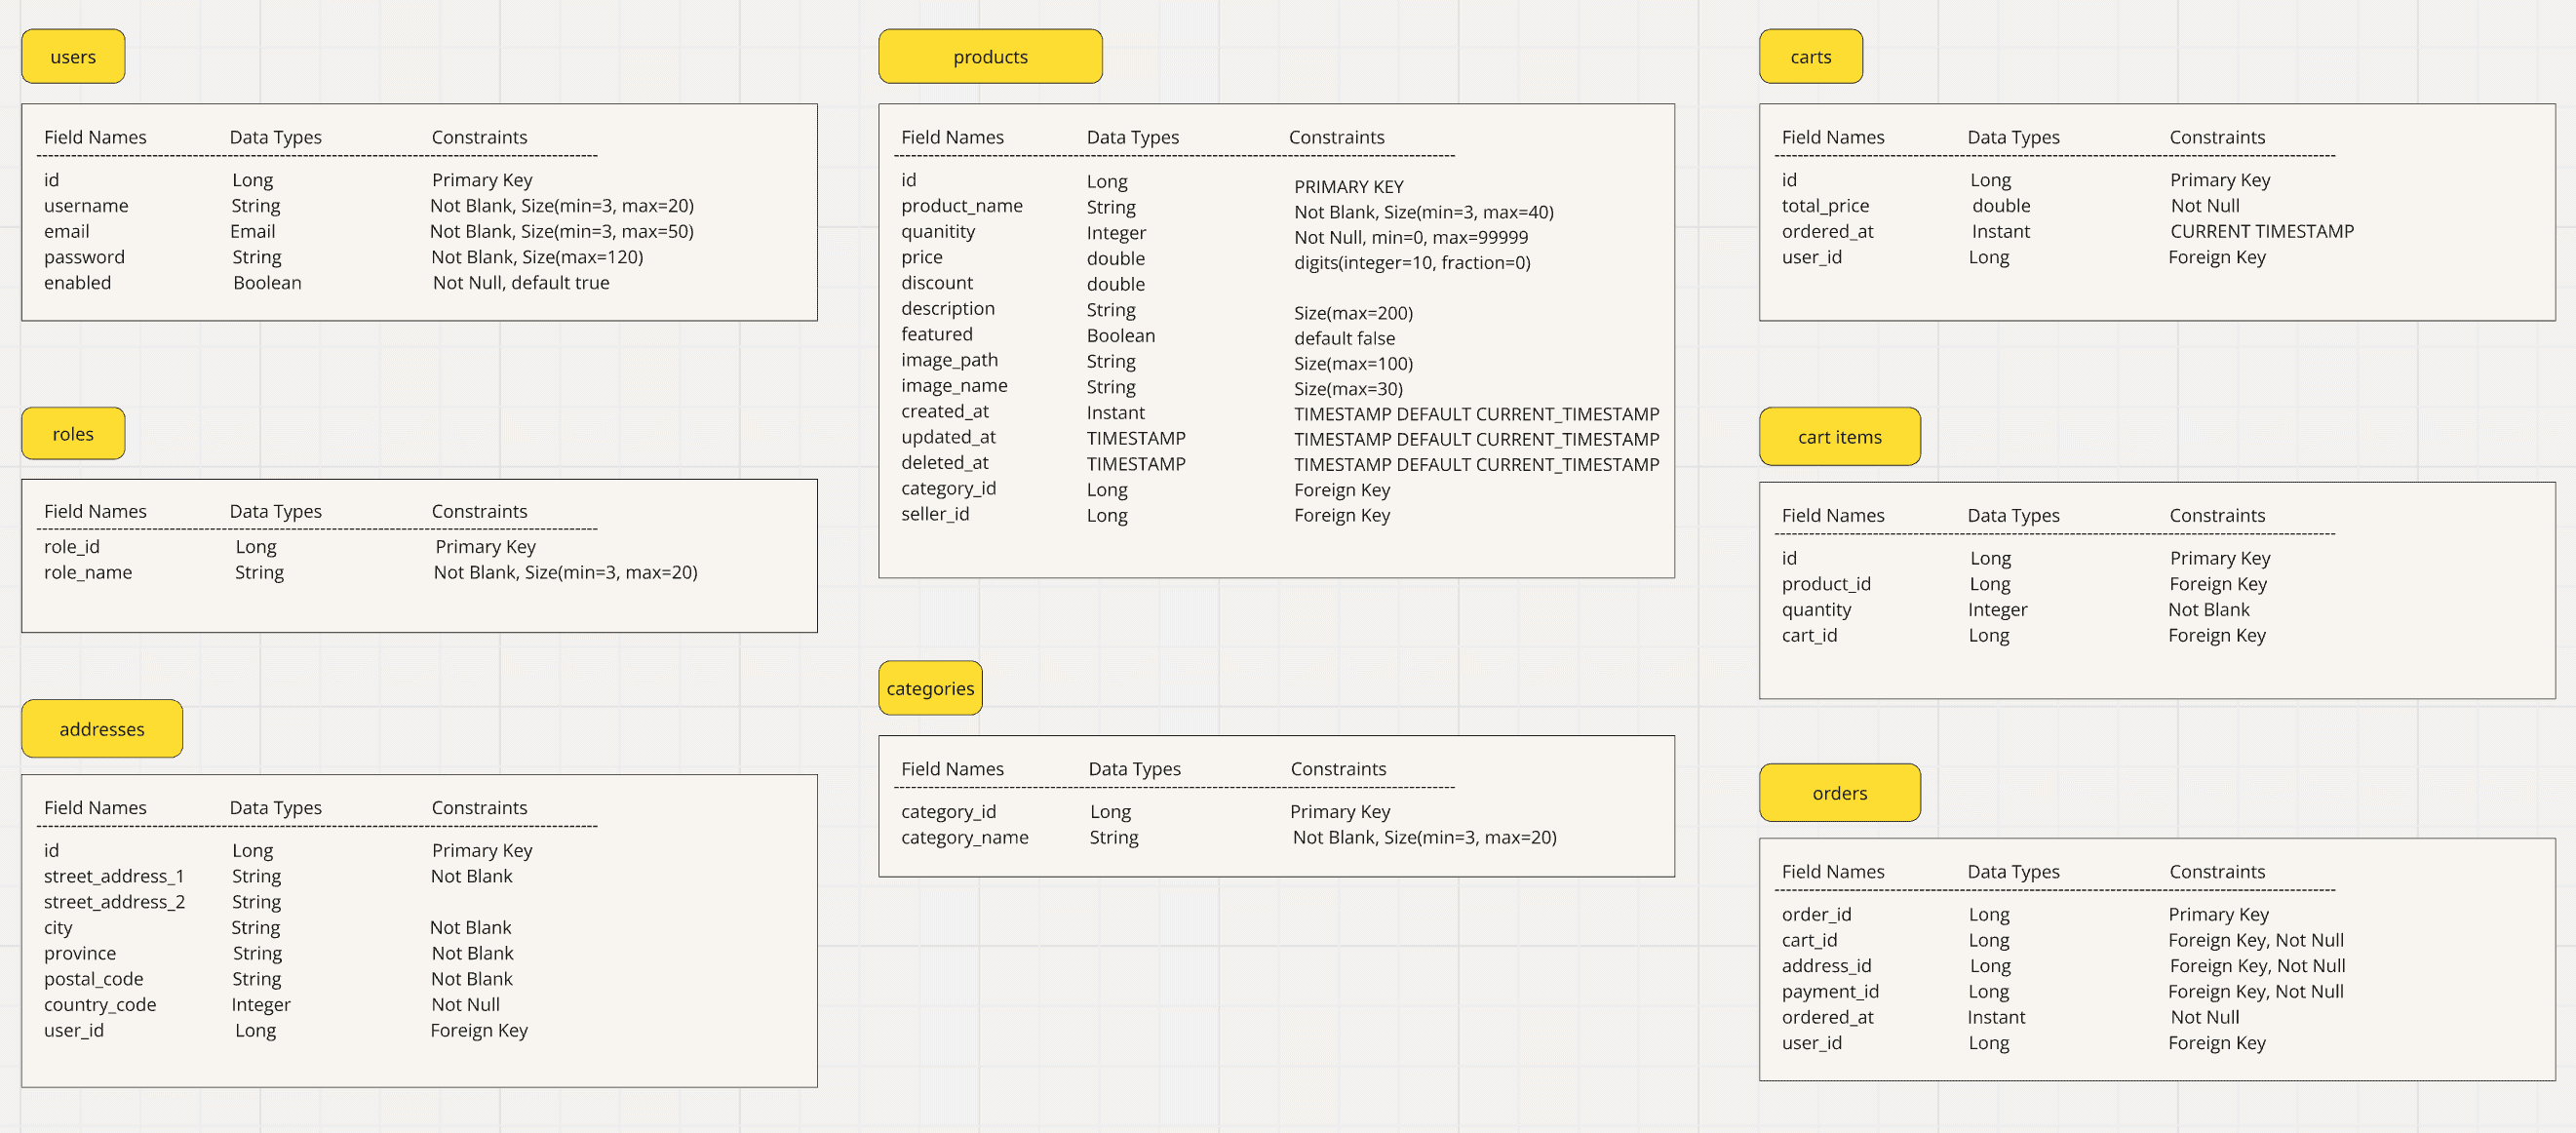 users
Field Names Data Types Constraints
id Long Primary Key
username String Not Blank, Size(min=3, max=20)
email Email Not Blank, Size(min=3, max=50)
password String Not Blank, Size(max=120)
enabled Boolean Not Null, default true
roles
Field Names Data Types Constraints
role_id Long Primary Key
role_name String Not Blank, Size(min=3, max=20)
addresses
Field Names Data Types Constraints
id Long Primary Key
street_address_1 String Not Blank
street_address_2 String
city String Not Blank
province String Not Blank
postal_code String Not Blank
country_code Integer Not Null
user_id Long Foreign Key
products
Field Names Data Types Constraints
id Long PRIMARY KEY
product_name String Not Blank, Size(min=3, max=40)
quanitity Integer Not Null, min=0, max=99999
price double digits(integer=10, fraction=0)
discount double
description String Size(max=200)
featured Boolean default false
image_path String Size(max=100)
image_name String Size(max=30)
created_at Instant TIMESTAMP DEFAULT CURRENT_TIMESTAMP
updated_at TIMESTAMP TIMESTAMP DEFAULT CURRENT_TIMESTAMP
deleted_at TIMESTAMP TIMESTAMP DEFAULT CURRENT_TIMESTAMP
category_id Long Foreign Key
seller_id Long Foreign Key
categories
Field Names Data Types Constraints
category_id Long Primary Key
category_name String Not Blank, Size(min=3, max=20)
carts
Field Names Data Types Constraints
id Long Primary Key
total_price double Not Null
ordered_at Instant CURRENT TIMESTAMP
user_id Long Foreign Key
cart items
Field Names Data Types Constraints
id Long Primary Key
product_id Long Foreign Key
quantity Integer Not Blank
cart_id Long Foreign Key
orders
Field Names Data Types Constraints
order_id Long Primary Key
cart_id Long Foreign Key, Not Null
address_id Long Foreign Key, Not Null
payment_id Long Foreign Key, Not Null
ordered_at Instant Not Null
user_id Long Foreign Key